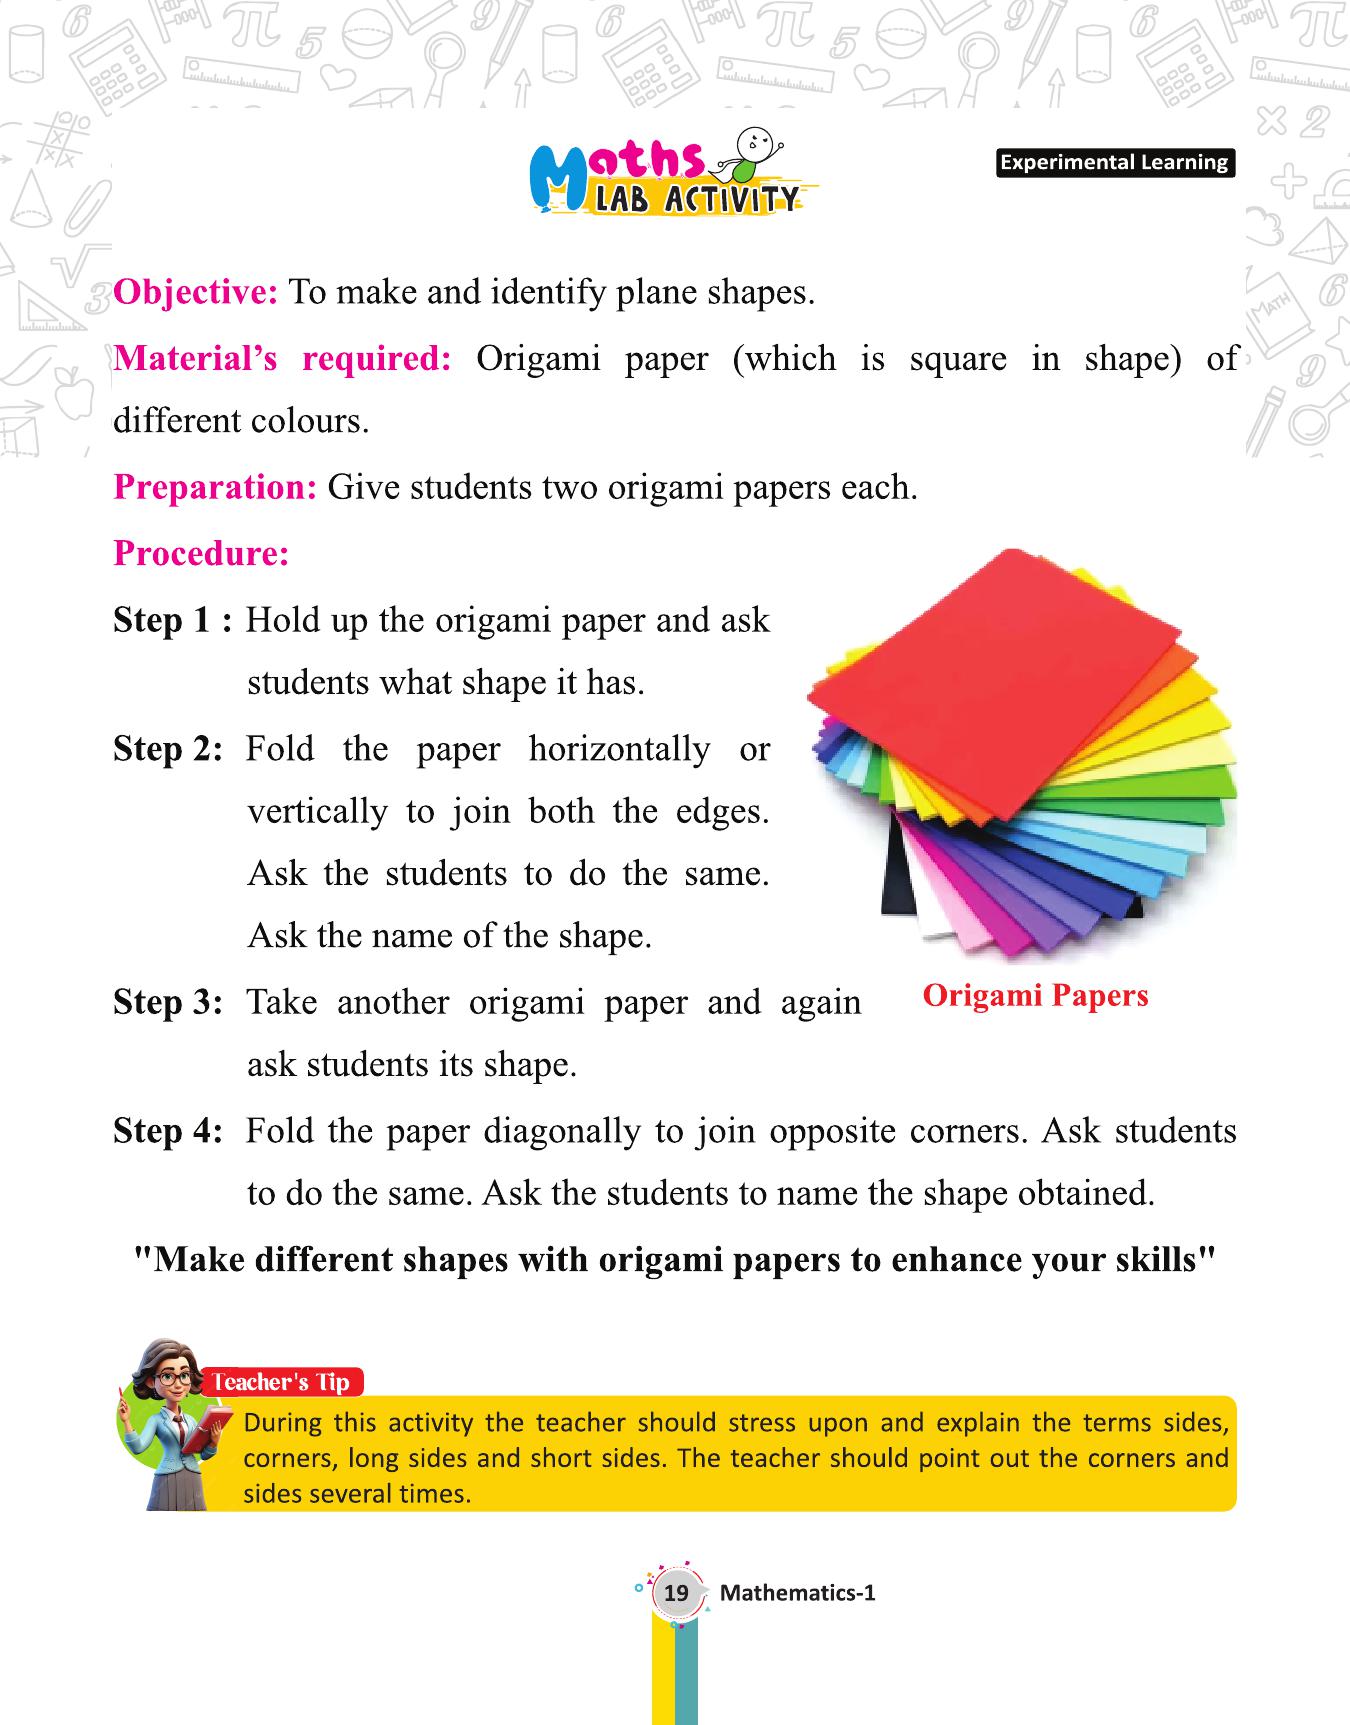 Maths
LAB ACTIVITY
Experimental Learning
Objective: To make and identify plane shapes.
Material’s required: Origami paper (which is square in shape) of
different colours.
Preparation: Give students two origami papers each.
Procedure:
Step 1 : Hold up the origami paper and ask
students what shape it has.
Step 2: Fold the paper horizontally or
vertically to join both the edges.
Ask the students to do the same.
Ask the name of the shape.
Origami Papers
Step 3: Take another origami paper and again
ask students its shape.
Step 4: Fold the paper diagonally to join opposite corners. Ask students
to do the same. Ask the students to name the shape obtained.
"Make different shapes with origami papers to enhance your skills"
Teacher's Tip
During this activity the teacher should stress upon and explain the terms sides,
corners, long sides and short sides. The teacher should point out the corners and
sides several times.
19 Mathematics-1